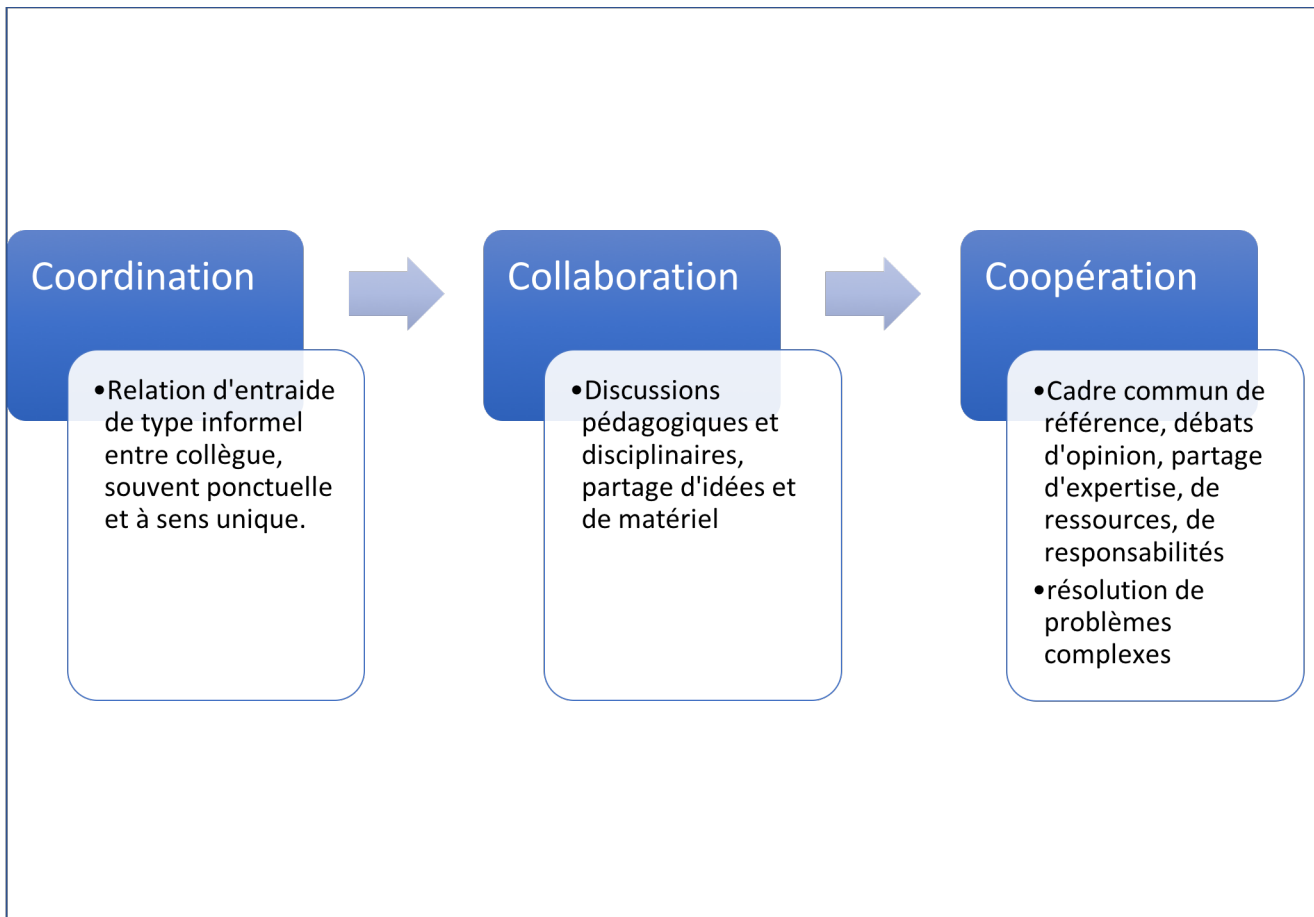 Coordination
•Relation d'entraide
de type informel
entre collègue,
souvent ponctuelle
et à sens unique.
Collaboration
•Discussions
pédagogiques et
disciplinaires,
partage d'idées et
de matériel
Coopération
•Cadre commun de
référence, débats
d'opinion, partage
d'expertise, de
ressources, de
responsabilités
•résolution de
problèmes
complexes